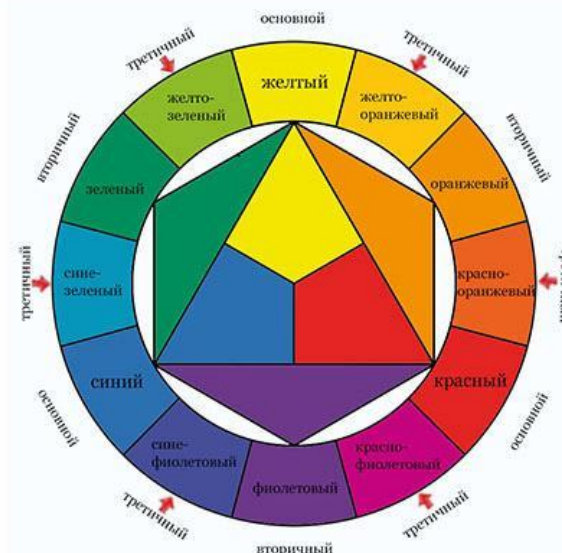 основной
третичный
третичный
желтый
желто-
зеленый
желто-
оранжевый
вторичный
вторичный
зеленый
оранжевый
третичный
сине-
зеленый
красно-
оранжевый
синий
красный
основной
основной
сине-
фиолетовый
красно-
фиолетовый
фиолетовый
третичный
третичный
вторичный